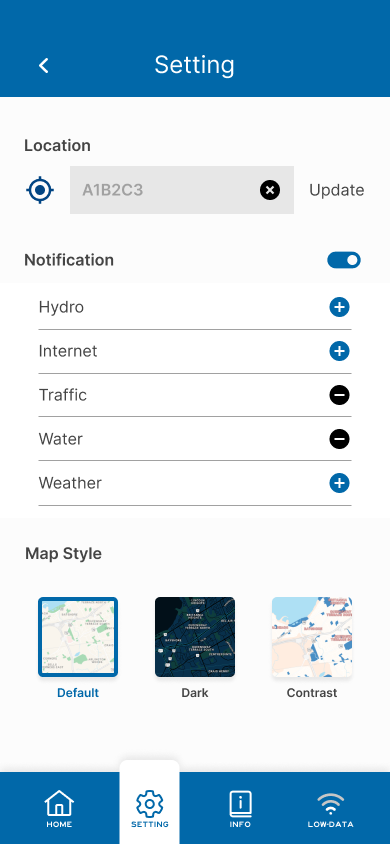 Setting
Location
A1B2C3
Update
Notification
Hydro
Internet
Traffic
Water
Weather
Map Style
Default
Dark
Contrast
HOME
SETTING
INFO
LOW-DATA